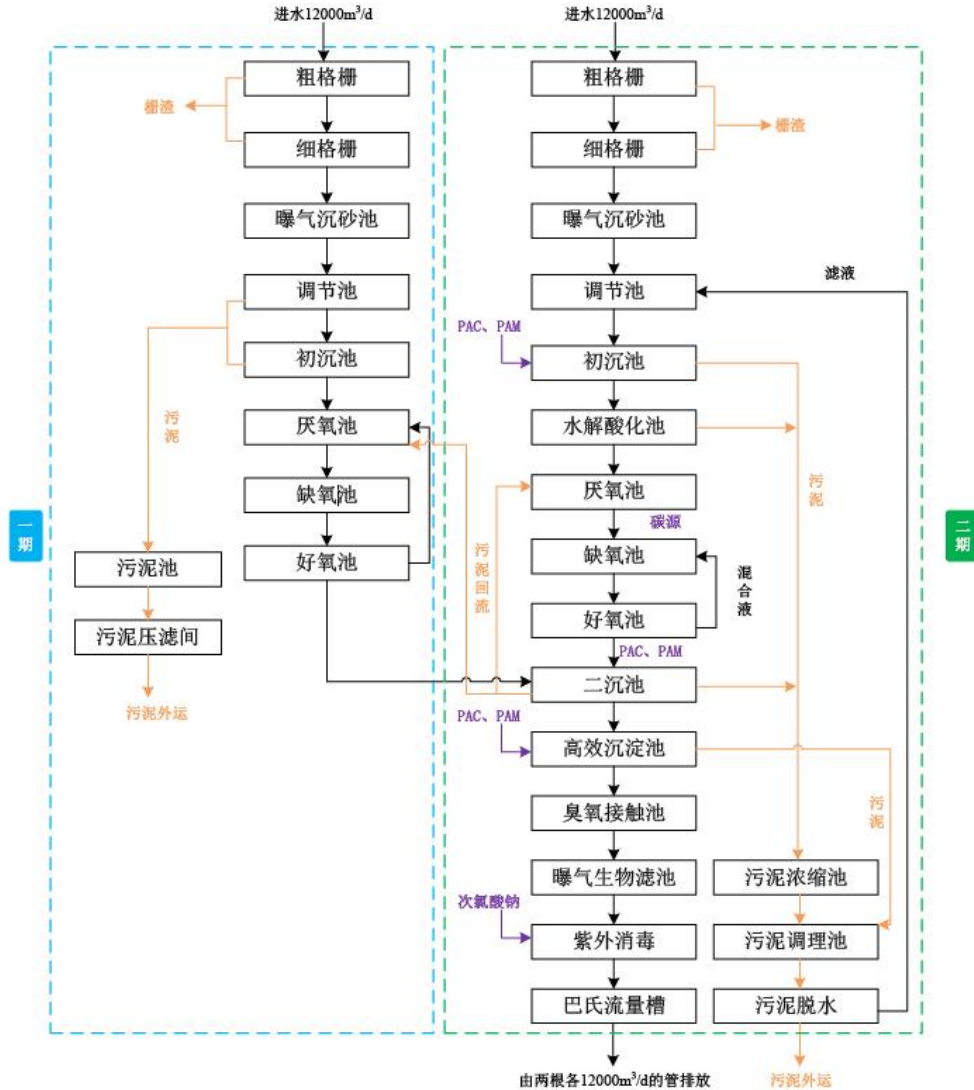 进水12000m³/d
进水12000m³/d
粗格栅
粗格栅
栅渣
栅渣
细格栅
细格栅
曝气沉砂池
曝气沉砂池
滤液
调节池
调节池
PAC、PAM
初沉池
初沉池
污泥
厌氧池
水解酸化池
污泥
缺氧池
厌氧池
碳源
一期
二期
好氧池
污泥回流
缺氧池
混合液
污泥池
好氧池
污泥压滤间
PAC、PAM
二沉池
污泥外运
PAC、PAM
高效沉淀池
污泥
臭氧接触池
曝气生物滤池
污泥浓缩池
次氯酸钠
紫外消毒
污泥调理池
巴氏流量槽
污泥脱水
由两根各12000m³/d的管排放
污泥外运